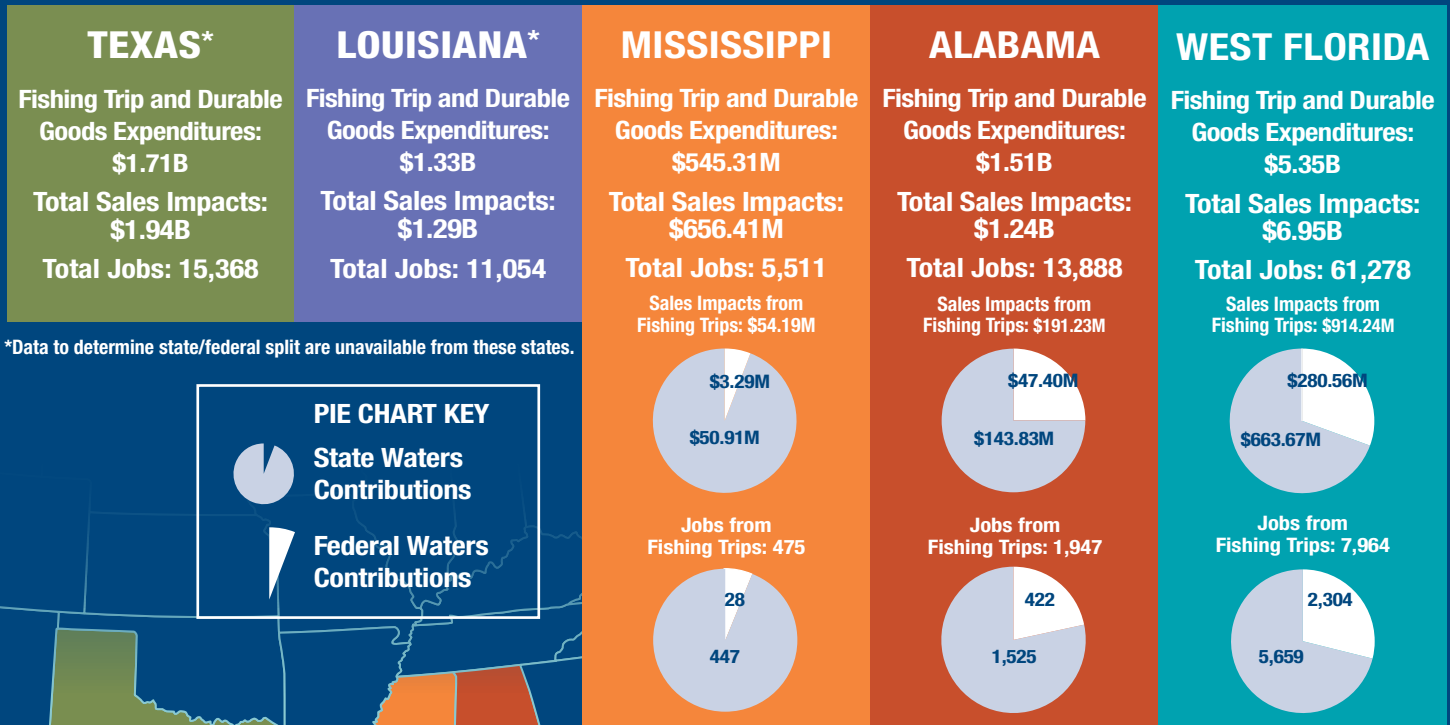 TEXAS*
Fishing Trip and Durable
Goods Expenditures:
$1.71B
Total Sales Impacts:
$1.94B
Total Jobs: 15,368
LOUISIANA*
Fishing Trip and Durable
Goods Expenditures:
$1.33B
Total Sales Impacts:
$1.29B
Total Jobs: 11,054
*Data to determine state/federal split are unavailable from these states.
PIE CHART KEY
State Waters
Contributions
Federal Waters
Contributions
MISSISSIPPI
Fishing Trip and Durable
Goods Expenditures:
$545.31M
Total Sales Impacts:
$656.41M
Total Jobs: 5,511
Sales Impacts from
Fishing Trips: $54.19M
$3.29M
$50.91M
Jobs from
Fishing Trips: 475
28
447
ALABAMA
Fishing Trip and Durable
Goods Expenditures:
$1.51B
Total Sales Impacts:
$1.24B
Total Jobs: 13,888
Sales Impacts from
Fishing Trips: $191.23M
$47.40M
$143.83M
Jobs from
Fishing Trips: 1,947
422
1,525
WEST FLORIDA
Fishing Trip and Durable
Goods Expenditures:
$5.35B
Total Sales Impacts:
$6.95B
Total Jobs: 61,278
Sales Impacts from
Fishing Trips: $914.24M
$280.56M
$663.67M
Jobs from
Fishing Trips: 7,964
2,304
5,659